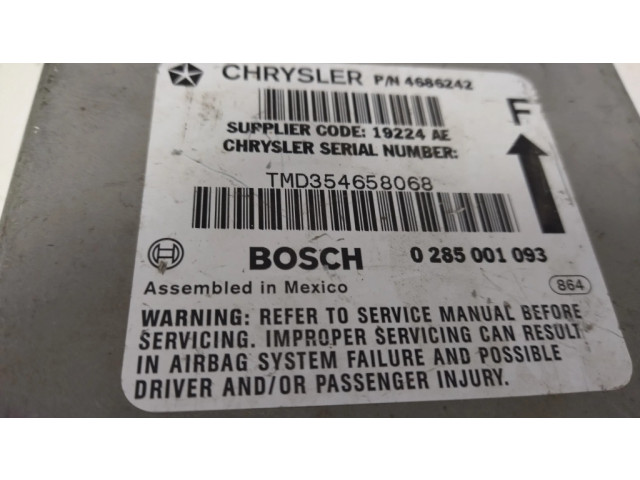 CHRYSLER P/N 4686242
F
SUPPLIER CODE: 19224 AE
CHRYSLER SERIAL NUMBER:
TMD354658068
BOSCH 0 285 001 093
Assembled in Mexico 864
WARNING: REFER TO SERVICE MANUAL BEFORE
SERVICING. IMPROPER SERVICING CAN RESULT
IN AIRBAG SYSTEM FAILURE AND POSSIBLE
DRIVER AND/OR PASSENGER INJURY.